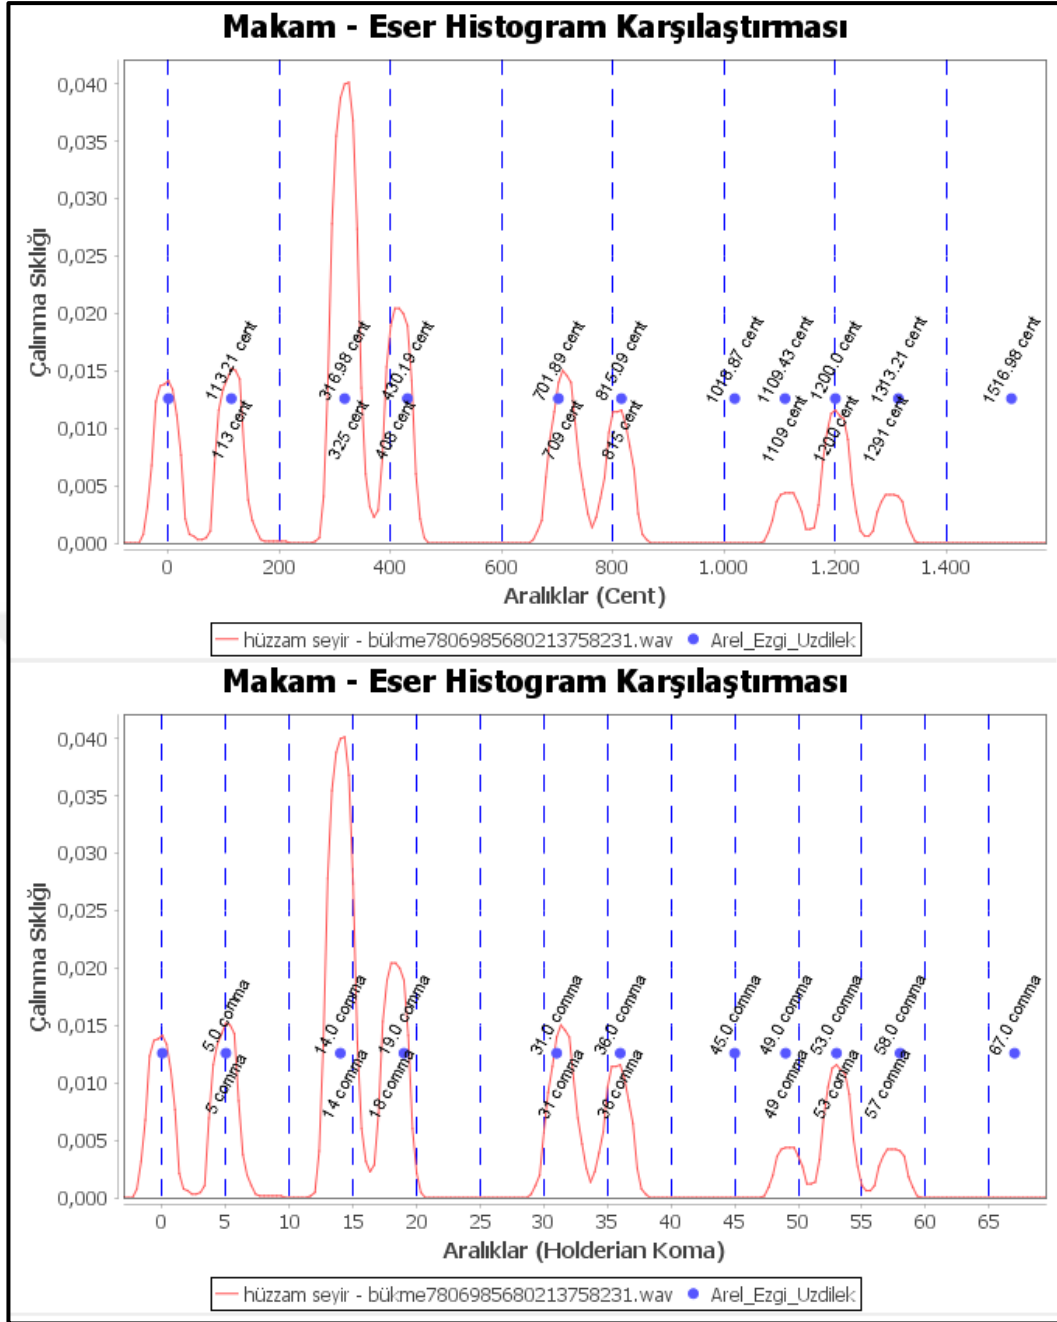 Makam - Eser Histogram Karşılaştırması
Çalınma Sıklığı
0,040
0,035
0,030
0,025
0,020
0,015
0,010
0,005
0,000
113.21 cent
316.98 cent
430.19 cent
701.89 cent
815.09 cent
1018.87 cent
1109.43 cent
1200.0 cent
1313.21 cent
1516.98 cent
113 cent
325 cent
408 cent
709 cent
815 cent
1109 cent
1200 cent
1291 cent
0 200 400 600 800 1.000 1.200 1.400
Aralıklar (Cent)
hüzzam seyir - bükme7806985680213758231.wav Arel_Ezgi_Uzdilek
Makam - Eser Histogram Karşılaştırması
Çalınma Sıklığı
0,040
0,035
0,030
0,025
0,020
0,015
0,010
0,005
0,000
5.0 comma
14.0 comma
19.0 comma
31.0 comma
36.0 comma
45.0 comma
49.0 comma
53.0 comma
58.0 comma
67.0 comma
5 comma
14 comma
18 comma
31 comma
36 comma
49 comma
53 comma
57 comma
0 5 10 15 20 25 30 35 40 45 50 55 60 65
Aralıklar (Holderian Koma)
hüzzam seyir - bükme7806985680213758231.wav Arel_Ezgi_Uzdilek